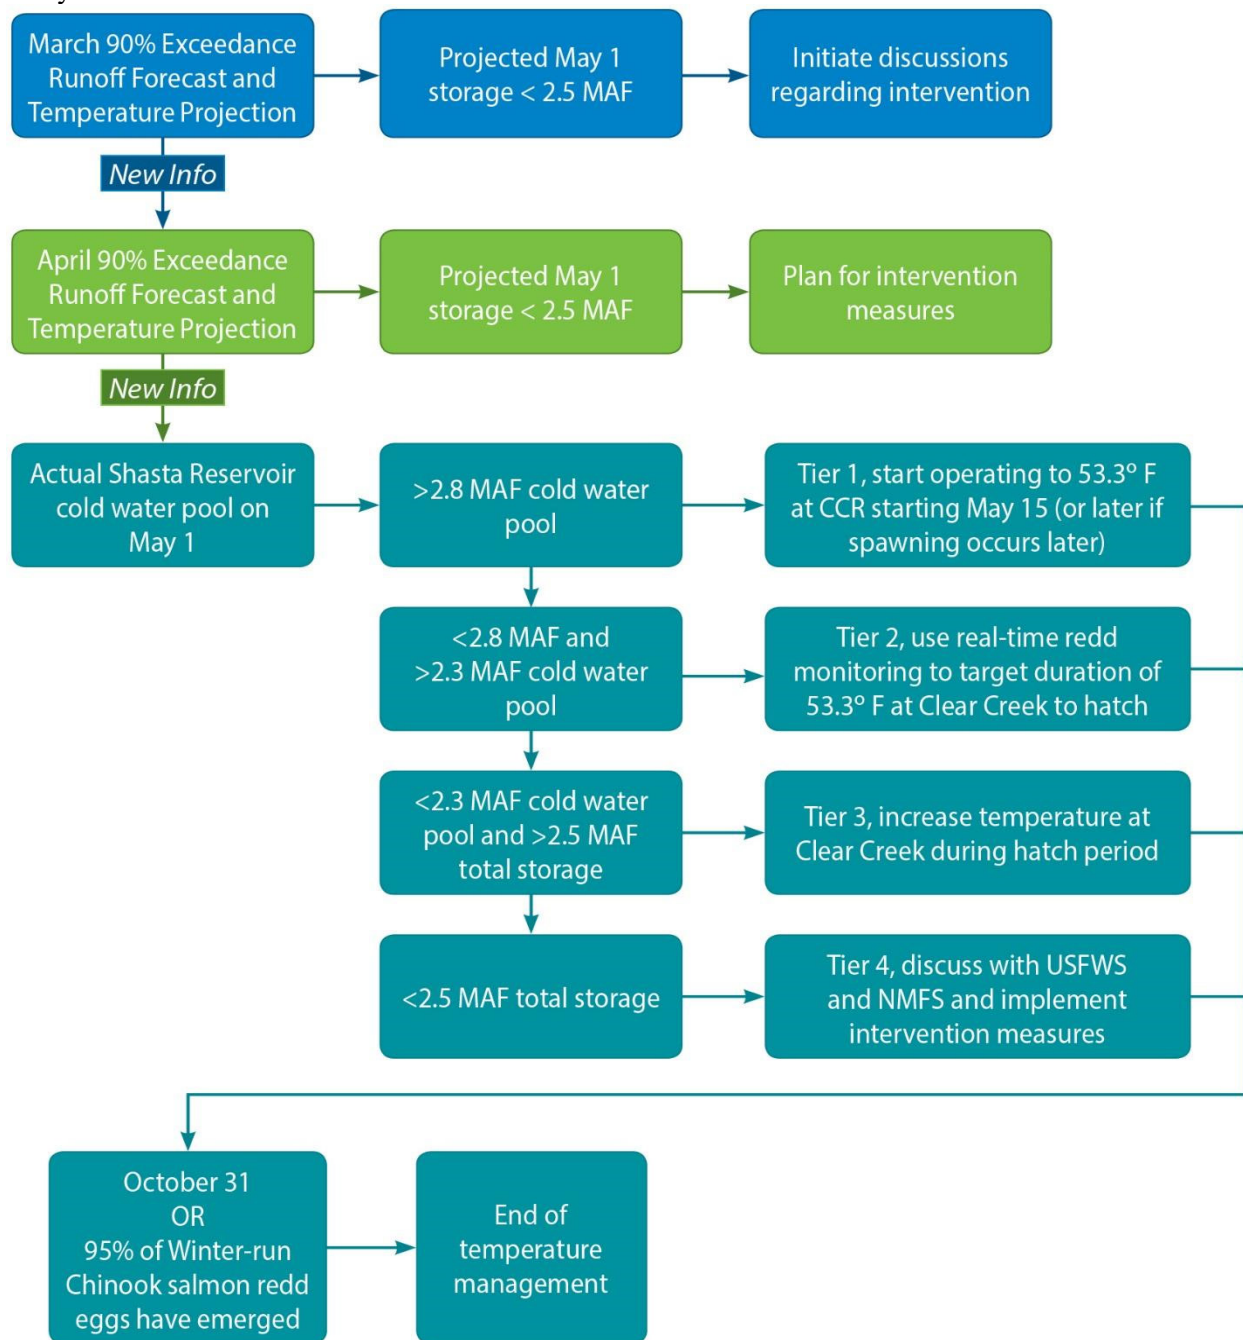 March 90% Exceedance
Runoff Forecast and
Temperature Projection
Projected May 1
storage < 2.5 MAF
Initiate discussions
regarding intervention
New Info
April 90% Exceedance
Runoff Forecast and
Temperature Projection
Projected May 1
storage < 2.5 MAF
Plan for intervention
measures
New Info
Actual Shasta Reservoir
cold water pool on
May 1
>2.8 MAF cold water
pool
Tier 1, start operating to 53.3º F
at CCR starting May 15 (or later if
spawning occurs later)
<2.8 MAF and
>2.3 MAF cold water
pool
Tier 2, use real-time redd
monitoring to target duration of
53.3º F at Clear Creek to hatch
<2.3 MAF cold water
pool and >2.5 MAF
total storage
Tier 3, increase temperature at
Clear Creek during hatch period
<2.5 MAF total storage
Tier 4, discuss with USFWS
and NMFS and implement
intervention measures
October 31
OR
95% of Winter-run
Chinook salmon redd
eggs have emerged
End of
temperature
management